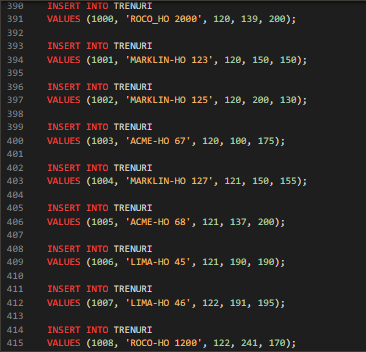 390 INSERT INTO TRENURI
391 VALUES (1000, 'ROCO_HO 2000', 120, 139, 200);
392
393 INSERT INTO TRENURI
394 VALUES (1001, 'MARKLIN-HO 123', 120, 150, 150);
395
396 INSERT INTO TRENURI
397 VALUES (1002, 'MARKLIN-HO 125', 120, 200, 130);
398
399 INSERT INTO TRENURI
400 VALUES (1003, 'ACME-HO 67', 120, 100, 175);
401
402 INSERT INTO TRENURI
403 VALUES (1004, 'MARKLIN-HO 127', 121, 150, 155);
404
405 INSERT INTO TRENURI
406 VALUES (1005, 'ACME-HO 68', 121, 137, 200);
407
408 INSERT INTO TRENURI
409 VALUES (1006, 'LIMA-HO 45', 121, 190, 190);
410
411 INSERT INTO TRENURI
412 VALUES (1007, 'LIMA-HO 46', 122, 191, 195);
413
414 INSERT INTO TRENURI
415 VALUES (1008, 'ROCO-HO 1200', 122, 241, 170);